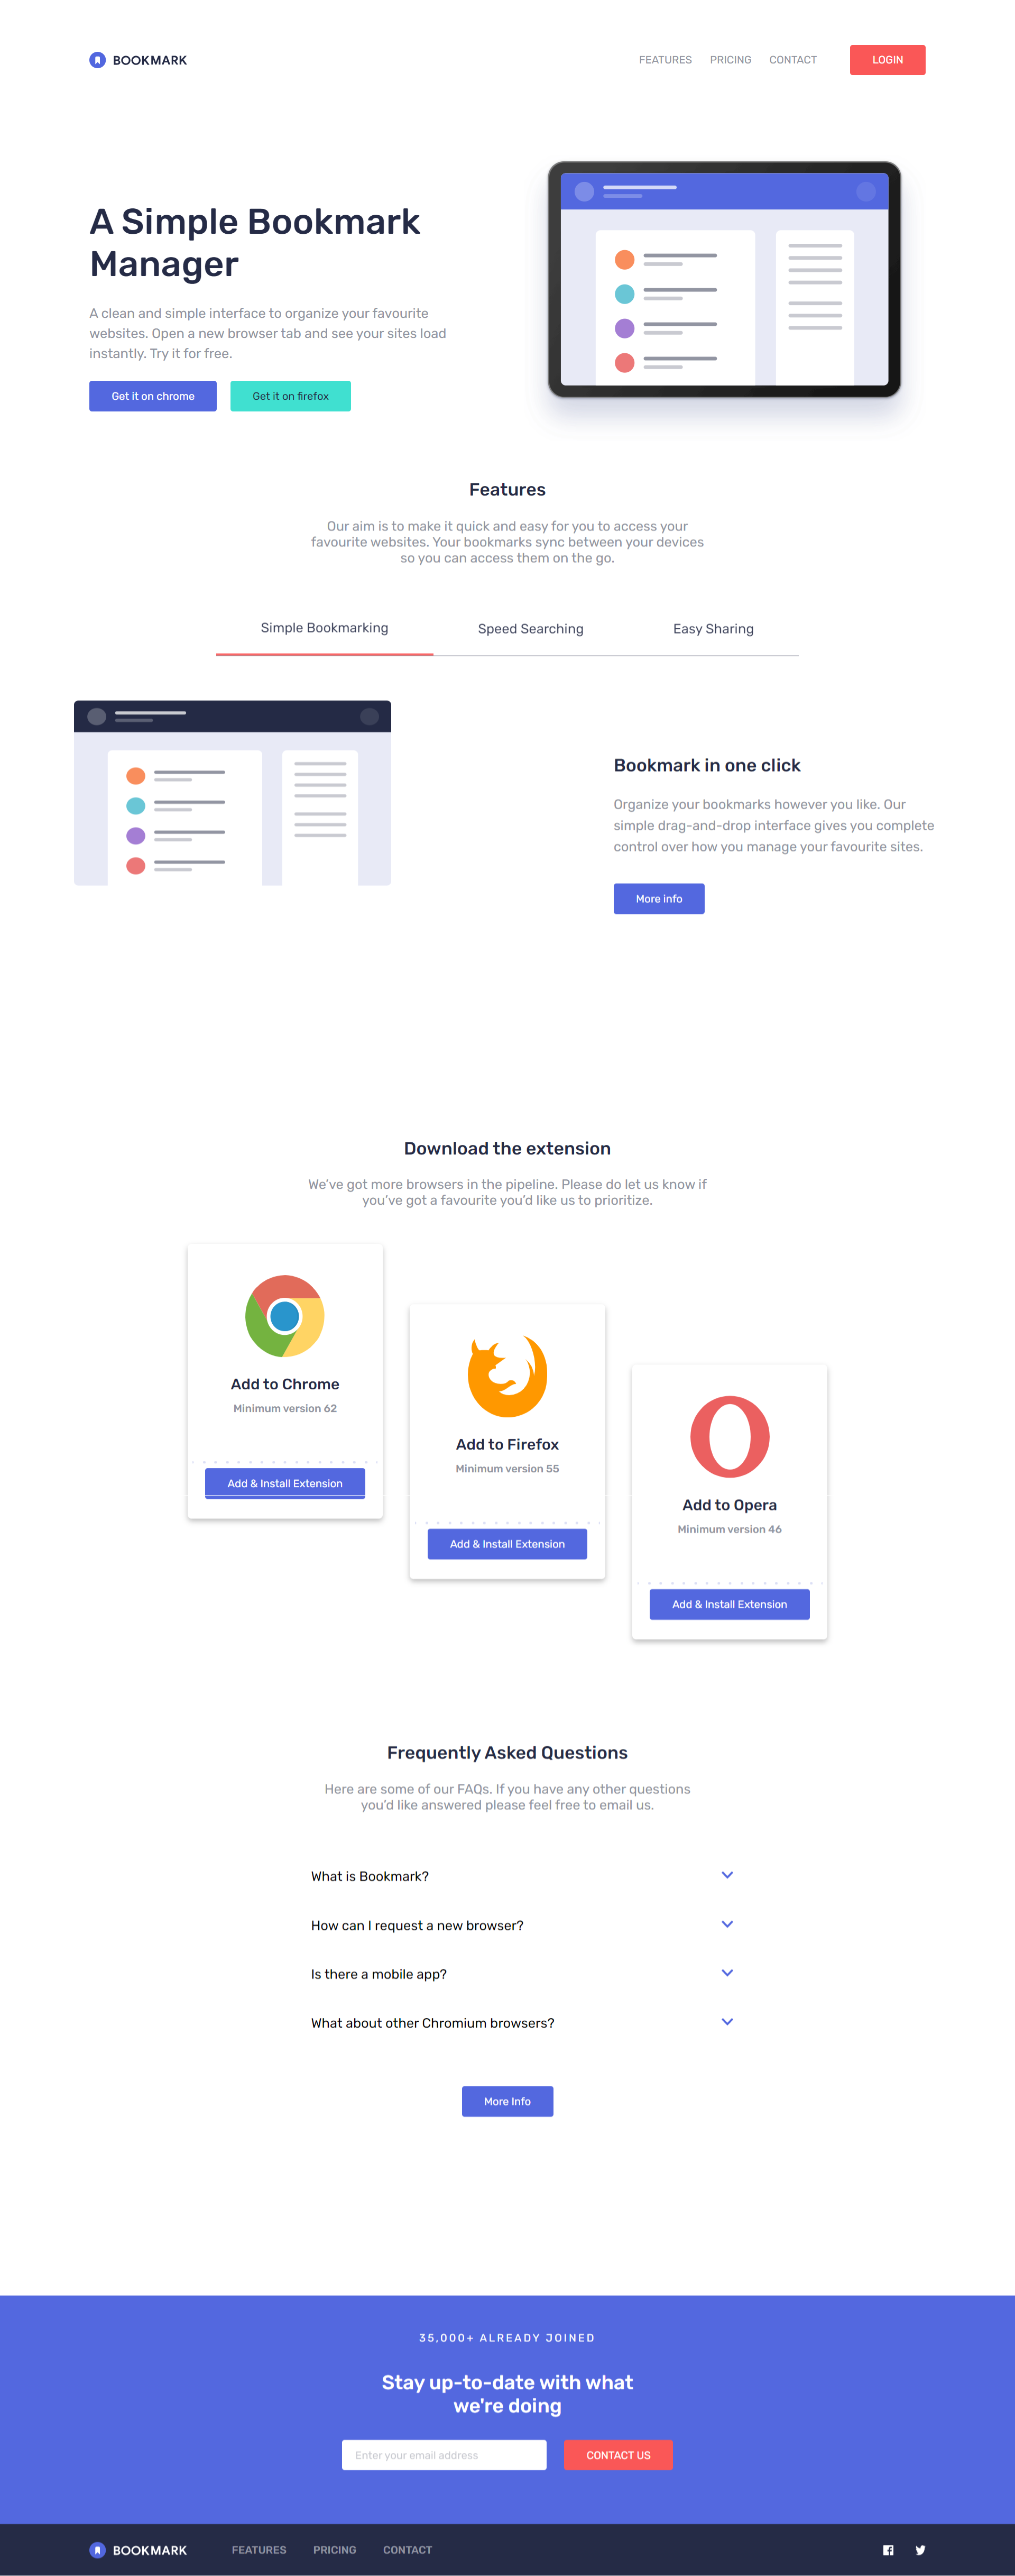 BOOKMARK
FEATURES PRICING CONTACT LOGIN
A Simple Bookmark
Manager
A clean and simple interface to organize your favourite
websites. Open a new browser tab and see your sites load
instantly. Try it for free.
Get it on chrome Get it on firefox
Features
Our aim is to make it quick and easy for you to access your
favourite websites. Your bookmarks sync between your devices
so you can access them on the go.
Simple Bookmarking Speed Searching Easy Sharing
Bookmark in one click
Organize your bookmarks however you like. Our
simple drag-and-drop interface gives you complete
control over how you manage your favourite sites.
More info
Download the extension
We've got more browsers in the pipeline. Please do let us know if
you've got a favourite you'd like us to prioritize.
Add to Chrome
Minimum version 62
Add & Install Extension
Add to Firefox
Minimum version 55
Add & Install Extension
Add to Opera
Minimum version 46
Add & Install Extension
Frequently Asked Questions
Here are some of our FAQs. If you have any other questions
you'd like answered please feel free to email us.
What is Bookmark?
How can I request a new browser?
Is there a mobile app?
What about other Chromium browsers?
More Info
35,000+ ALREADY JOINED
Stay up-to-date with what
we're doing
Enter your email address CONTACT US
BOOKMARK FEATURES PRICING CONTACT